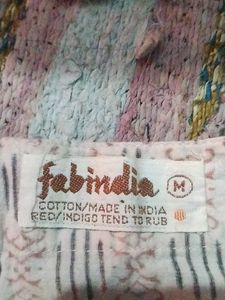 fabindia M
COTTON/MADE IN INDIA
RED/INDIGO TEND TO RUB